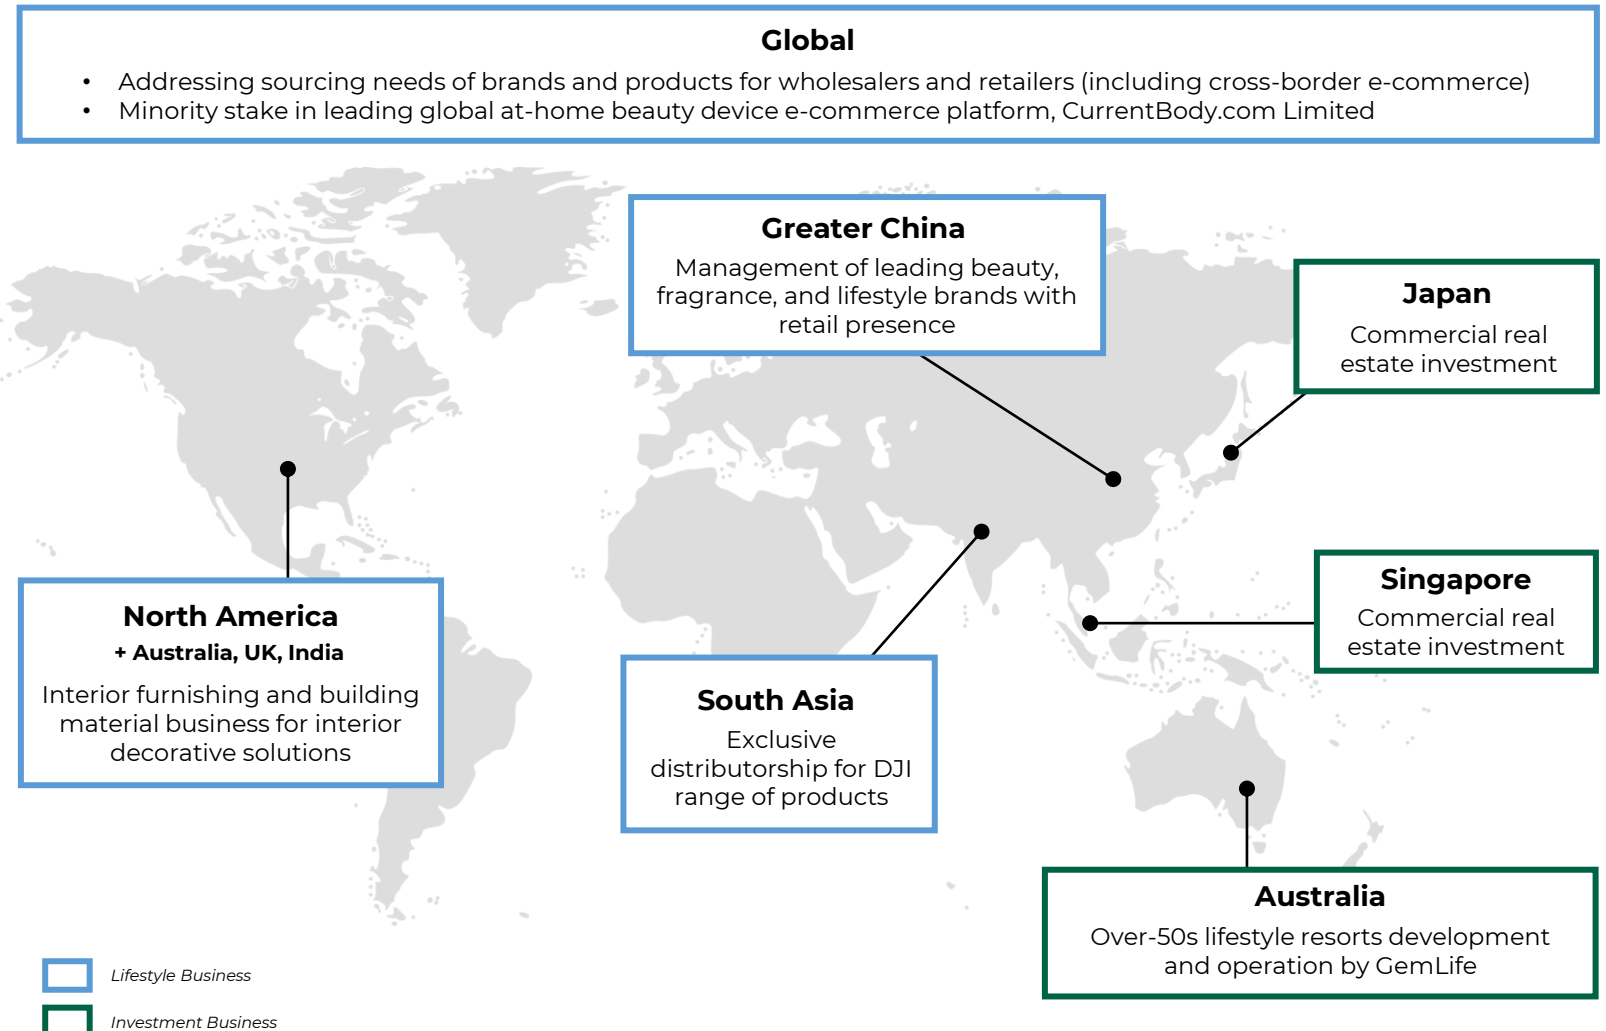 Global
• Addressing sourcing needs of brands and products for wholesalers and retailers (including cross-border e-commerce)
• Minority stake in leading global at-home beauty device e-commerce platform, CurrentBody.com Limited
Greater China
Management of leading beauty,
fragrance, and lifestyle brands with
retail presence
Japan
Commercial real
estate investment
Singapore
Commercial real
estate investment
North America
+ Australia, UK, India
Interior furnishing and building
material business for interior
decorative solutions
South Asia
Exclusive
distributorship for DJI
range of products
Australia
Over-50s lifestyle resorts development
and operation by GemLife
Lifestyle Business
Investment Business